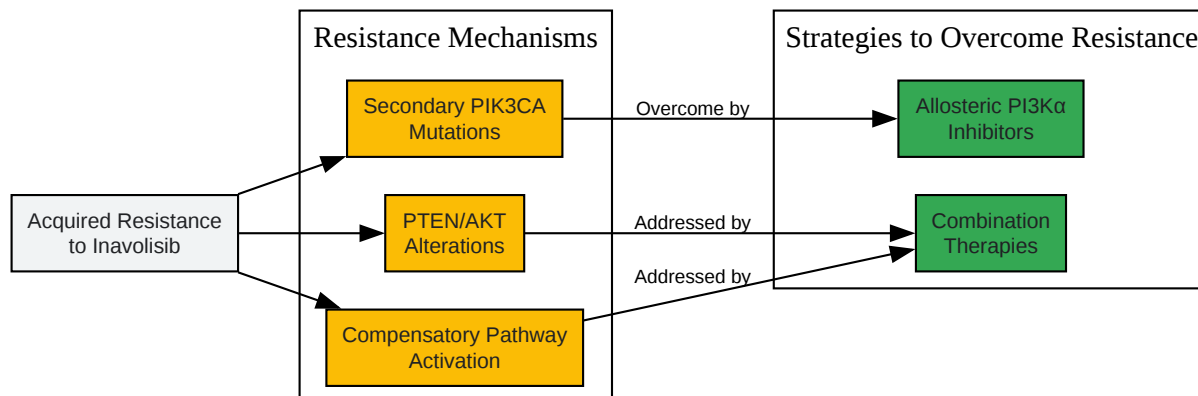 Resistance Mechanisms
Strategies to Overcome Resistance
Secondary PIK3CA
Mutations
Overcome by
Allosteric PI3Kα
Inhibitors
Acquired Resistance
to Inavolisib
PTEN/AKT
Alterations
Addressed by
Combination
Therapies
Addressed by
Compensatory Pathway
Activation